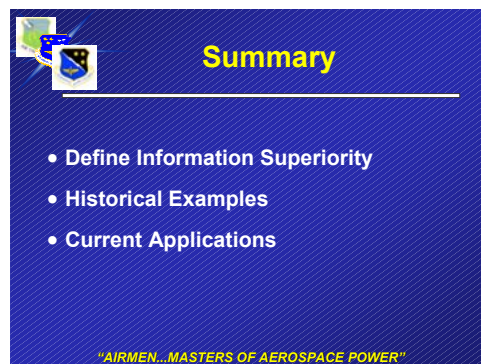 Summary
• Define Information Superiority
• Historical Examples
• Current Applications
“AIRMEN...MASTERS OF AEROSPACE POWER”